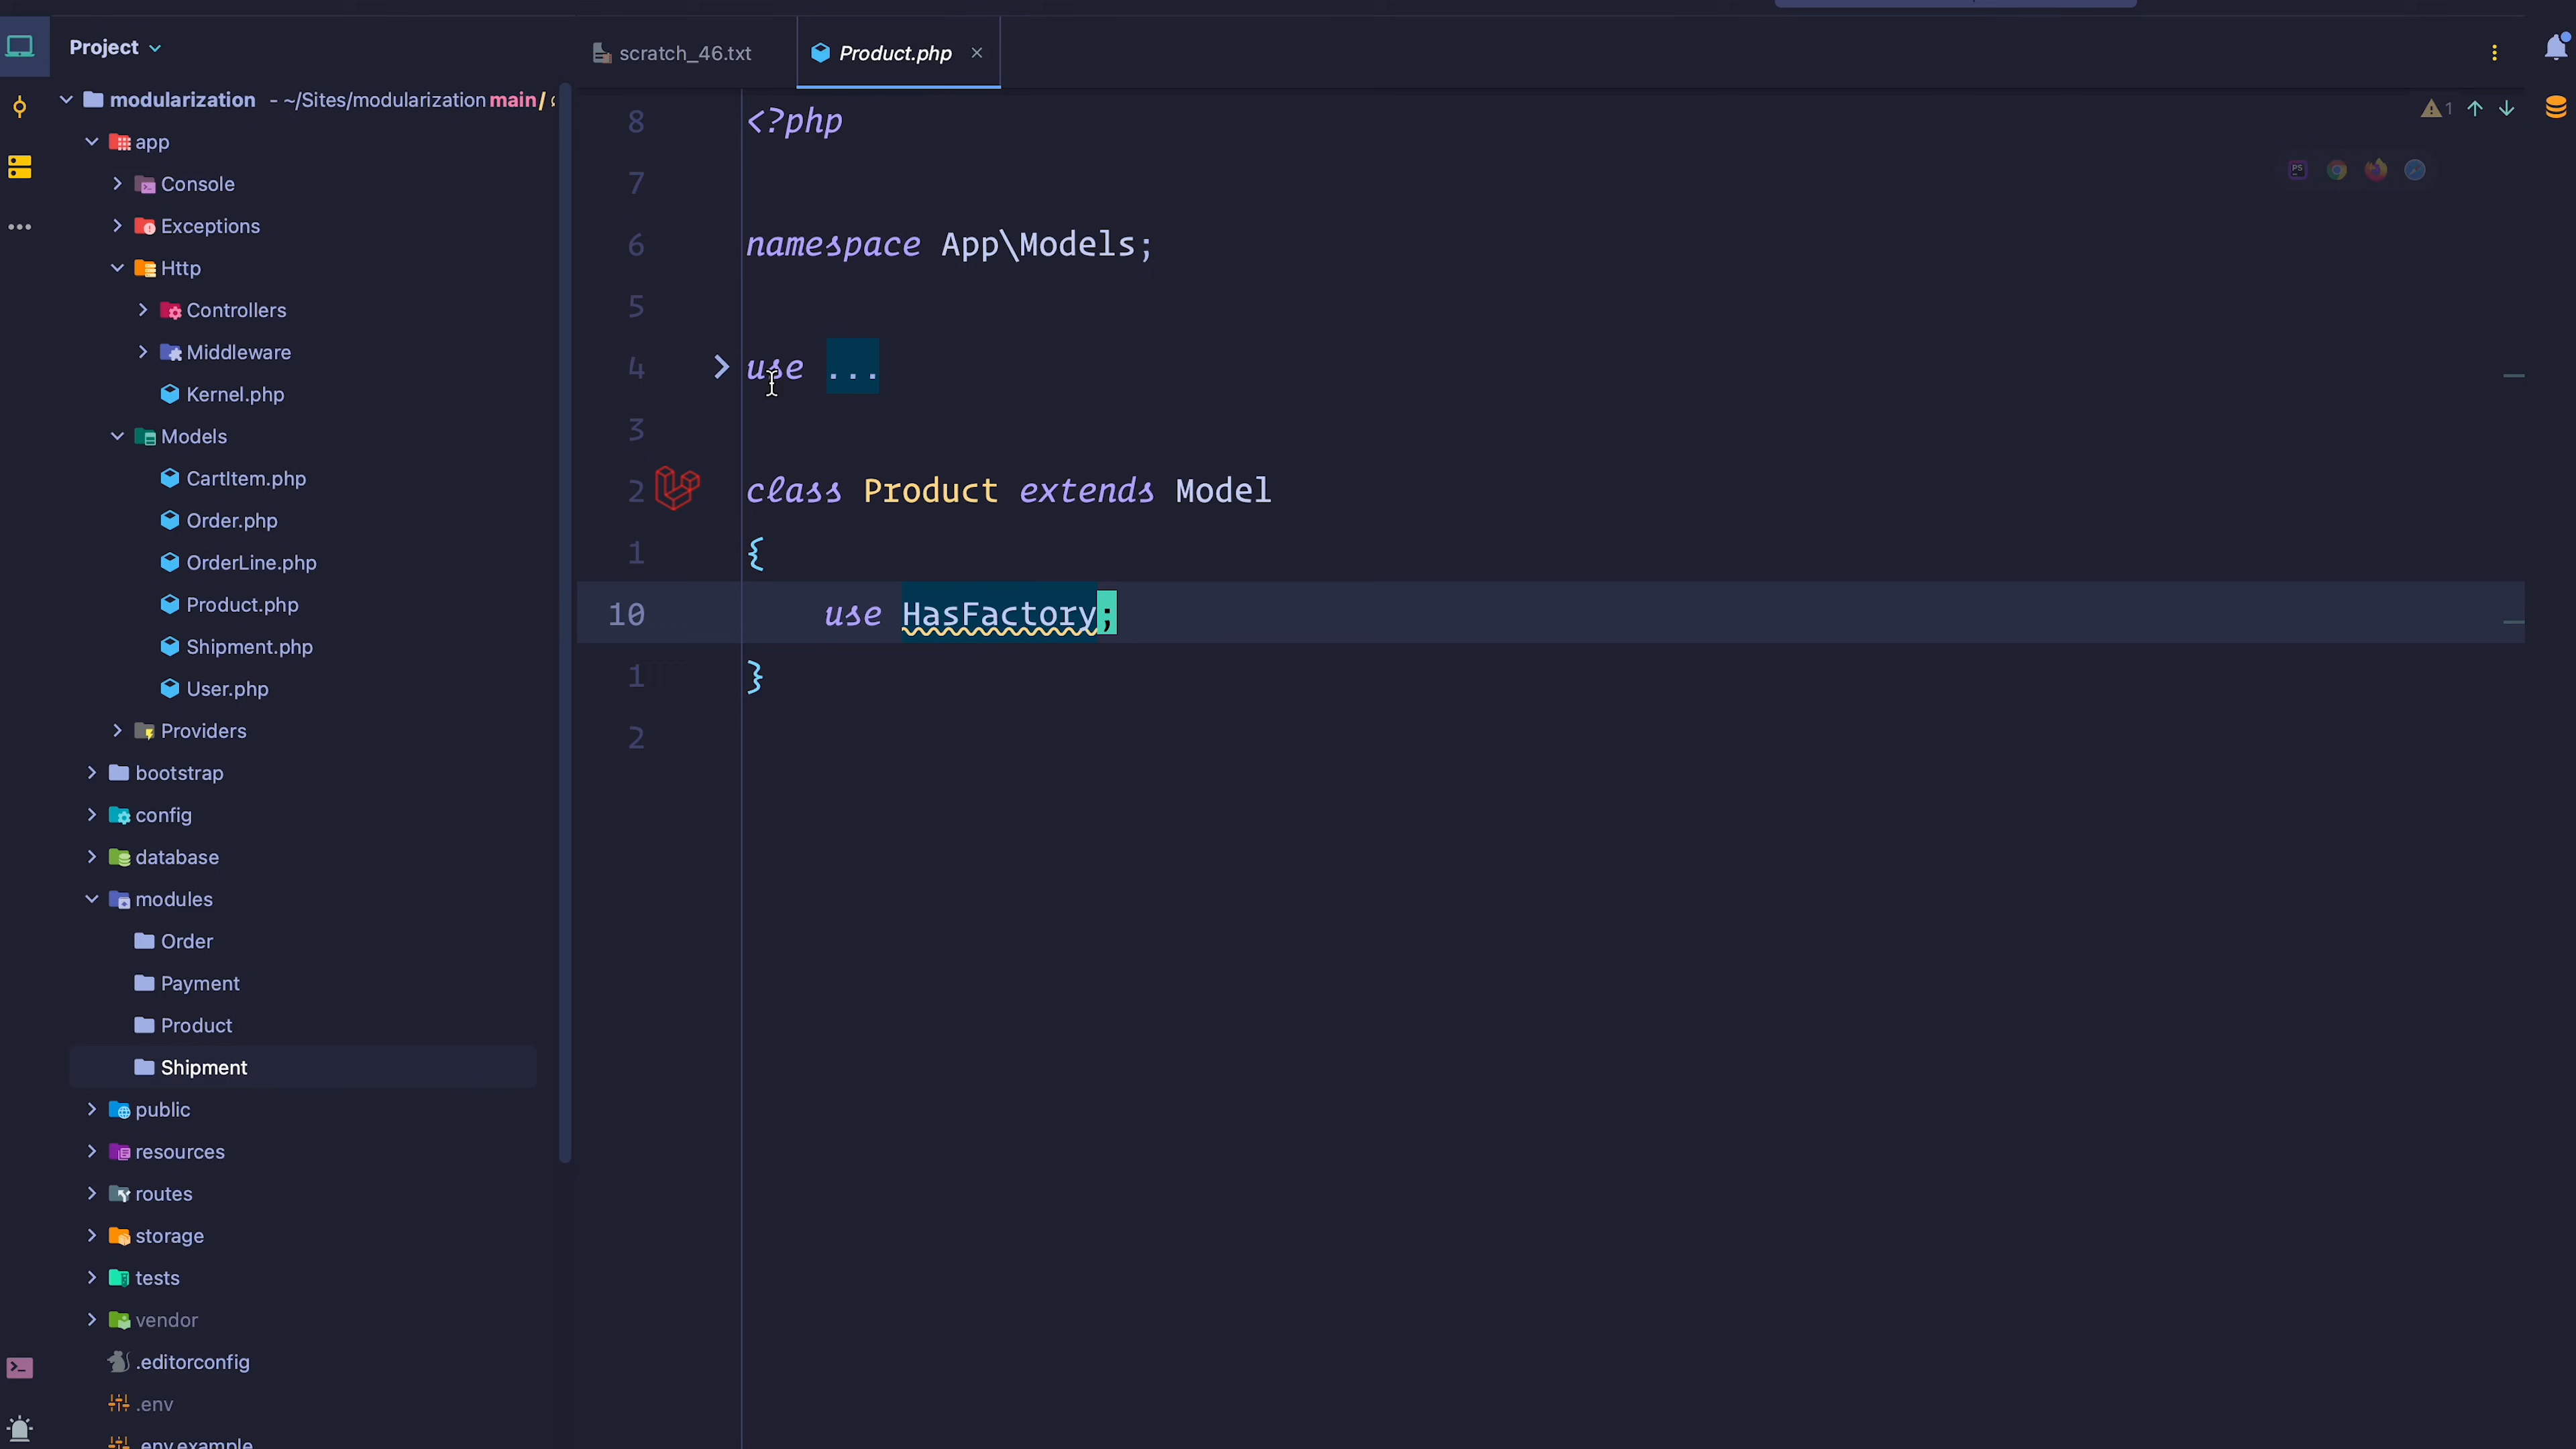 Project
modularization - ~/Sites/modularization main /
app
Console
Exceptions
Http
Controllers
Middleware
Kernel.php
Models
CartItem.php
Order.php
OrderLine.php
Product.php
Shipment.php
User.php
Providers
bootstrap
config
database
modules
Order
Payment
Product
Shipment
public
resources
routes
storage
tests
vendor
.editorconfig
.env
.env.example
scratch_46.txt
Product.php
1
8 <?php
7
6 namespace App\Models;
5
4 use ...
3
2 class Product extends Model
1 {
10 use HasFactory;
1 }
2
PS